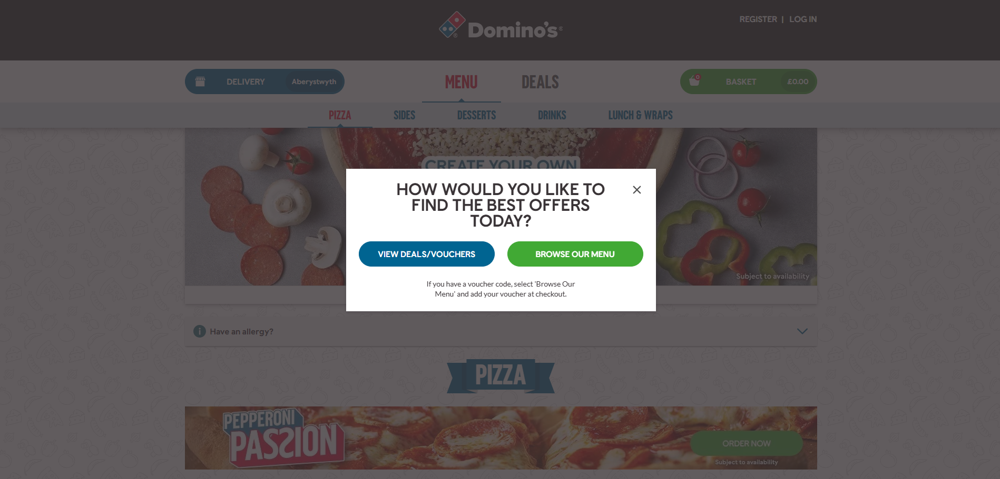 Domino's®
REGISTER | LOG IN
DELIVERY Aberystwyth
MENU
DEALS
0 BASKET £0.00
PIZZA
SIDES
DESSERTS
DRINKS
LUNCH & WRAPS
CREATE YOUR OWN
HOW WOULD YOU LIKE TO
FIND THE BEST OFFERS
TODAY?
VIEW DEALS/VOUCHERS
BROWSE OUR MENU
If you have a voucher code, select 'Browse Our
Menu' and add your voucher at checkout.
Subject to availability
Have an allergy?
PIZZA
PEPPERONI
PASSION
ORDER NOW
Subject to availability